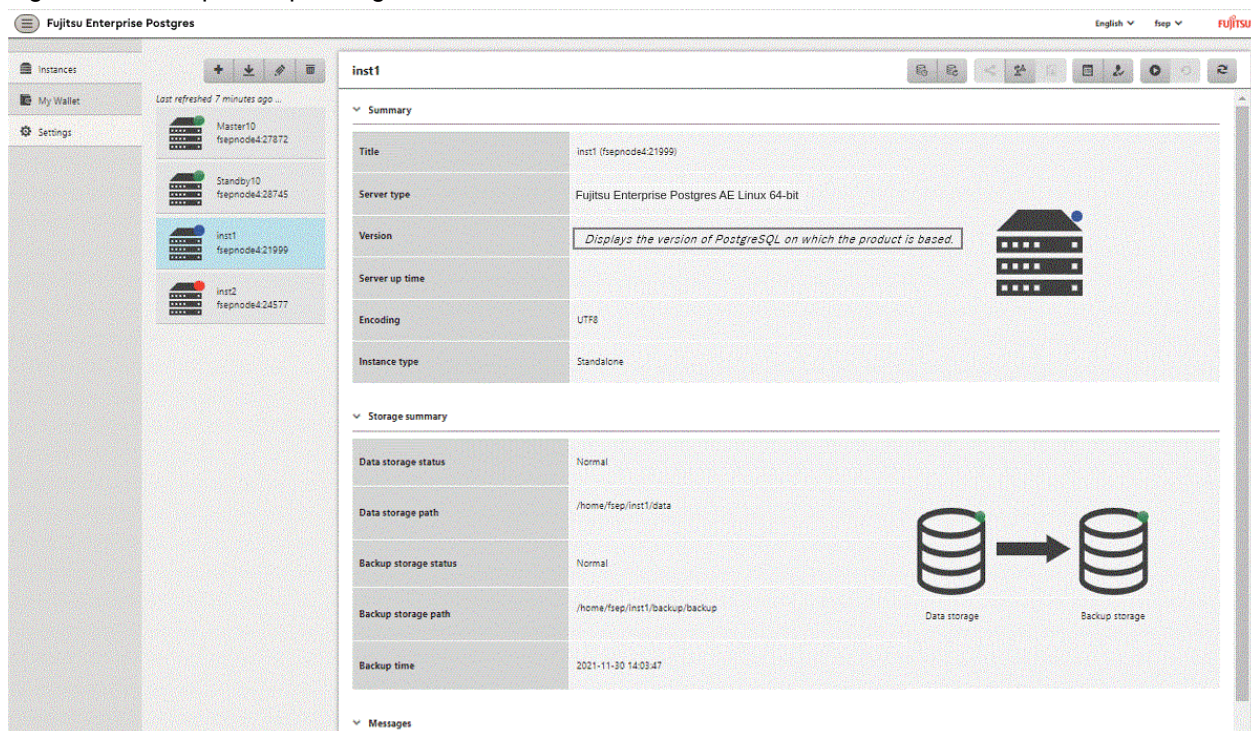 Fujitsu Enterprise Postgres
English
fsep
FUJITSU
Instances
My Wallet
Settings
Last refreshed 7 minutes ago ...
Master10
fsepnode4:27872
Standby10
fsepnode4:28745
inst1
fsepnode4:21999
inst2
fsepnode4:24577
inst1
Summary
Title
inst1 (fsepnode4:21999)
Server type
Fujitsu Enterprise Postgres AE Linux 64-bit
Version
Displays the version of PostgreSQL on which the product is based.
Server up time
Encoding
UTF8
Instance type
Standalone
Storage summary
Data storage status
Normal
Data storage path
/home/fsep/inst1/data
Backup storage status
Normal
Backup storage path
/home/fsep/inst1/backup/backup
Backup time
2021-11-30 14:03:47
Data storage
Backup storage
Messages